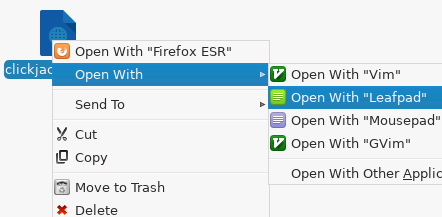 clickjac
Open With "Firefox ESR"
Open With
Send To
Cut
Copy
Move to Trash
Delete
Open With "Vim"
Open With "Leafpad"
Open With "Mousepad"
Open With "GVim"
Open With Other Applic